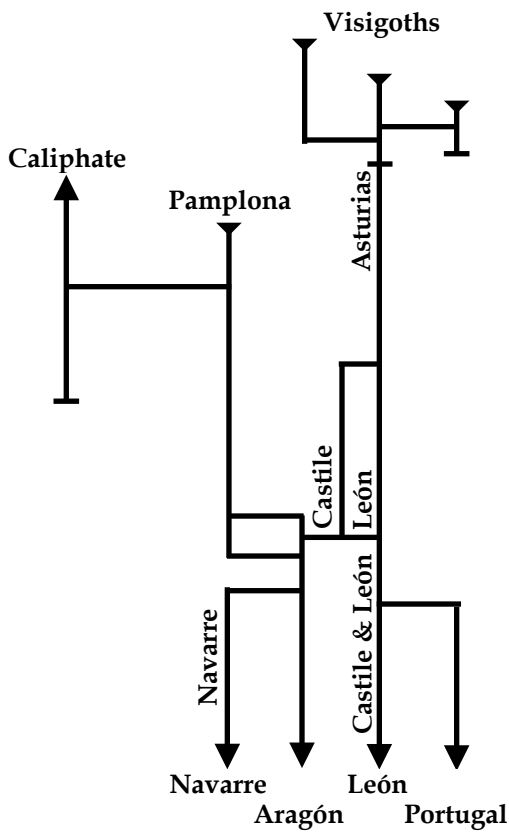 Visigoths
Caliphate
Pamplona
Asturias
Castile
León
Castile & León
Navarre
Navarre
León
Aragón
Portugal